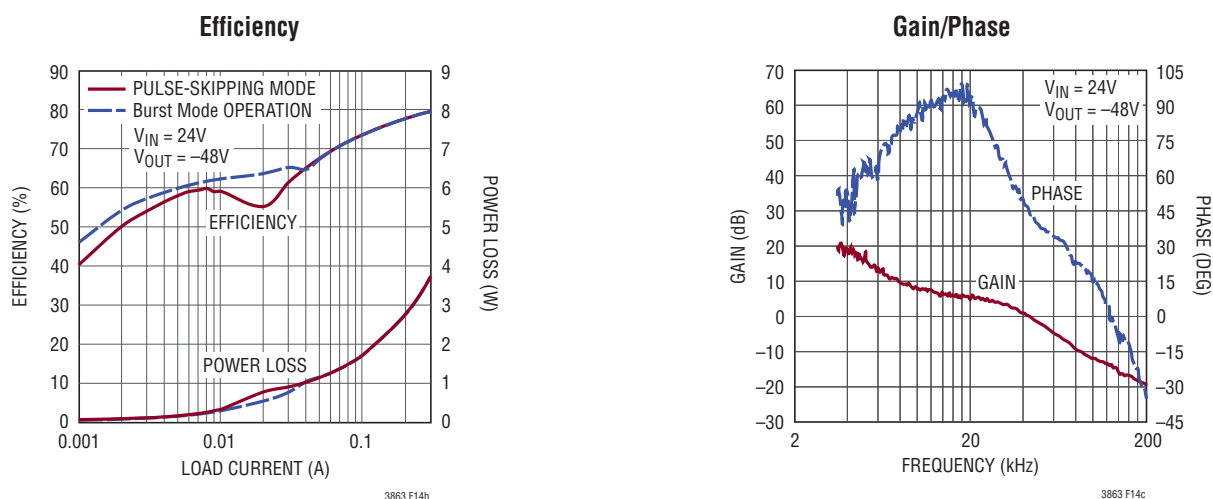 Efficiency
90
80
70
60
50
40
30
20
10
0
EFFICIENCY (%)
PULSE-SKIPPING MODE
Burst Mode OPERATION
VIN = 24V
VOUT = –48V
EFFICIENCY
POWER LOSS
9
8
7
6
5
4
3
2
1
0
POWER LOSS (W)
0.001
0.01
0.1
LOAD CURRENT (A)
3863 F14b
Gain/Phase
70
60
50
40
30
20
10
0
–10
–20
–30
GAIN (dB)
VIN = 24V
VOUT = –48V
PHASE
GAIN
105
90
75
60
45
30
15
0
–15
–30
–45
PHASE (DEG)
2
20
200
FREQUENCY (kHz)
3863 F14c